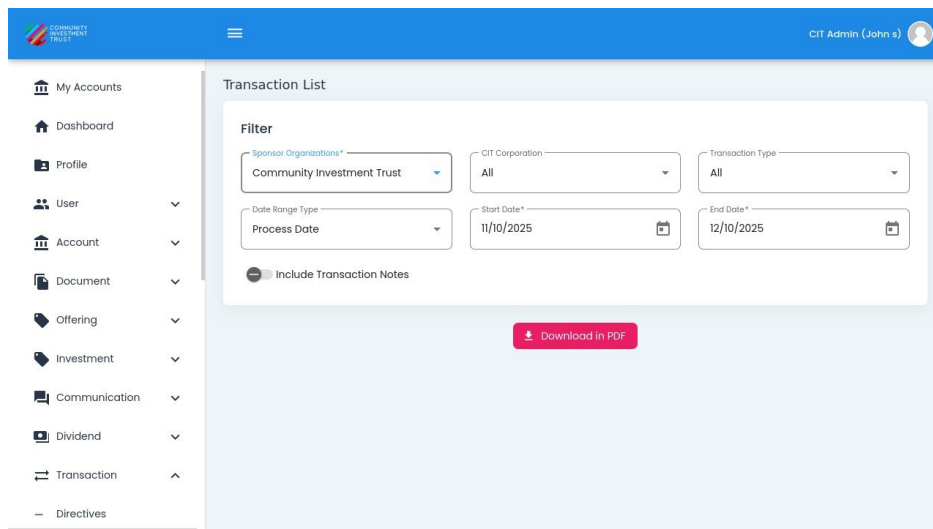 COMMUNITY
INVESTMENT
TRUST
CIT Admin (John s)
My Accounts
Dashboard
Profile
User
Account
Document
Offering
Investment
Communication
Dividend
Transaction
— Directives
Transaction List
Filter
Sponsor Organizations*
Community Investment Trust
CIT Corporation
All
Transaction Type
All
Date Range Type
Process Date
Start Date*
11/10/2025
End Date*
12/10/2025
Include Transaction Notes
Download in PDF